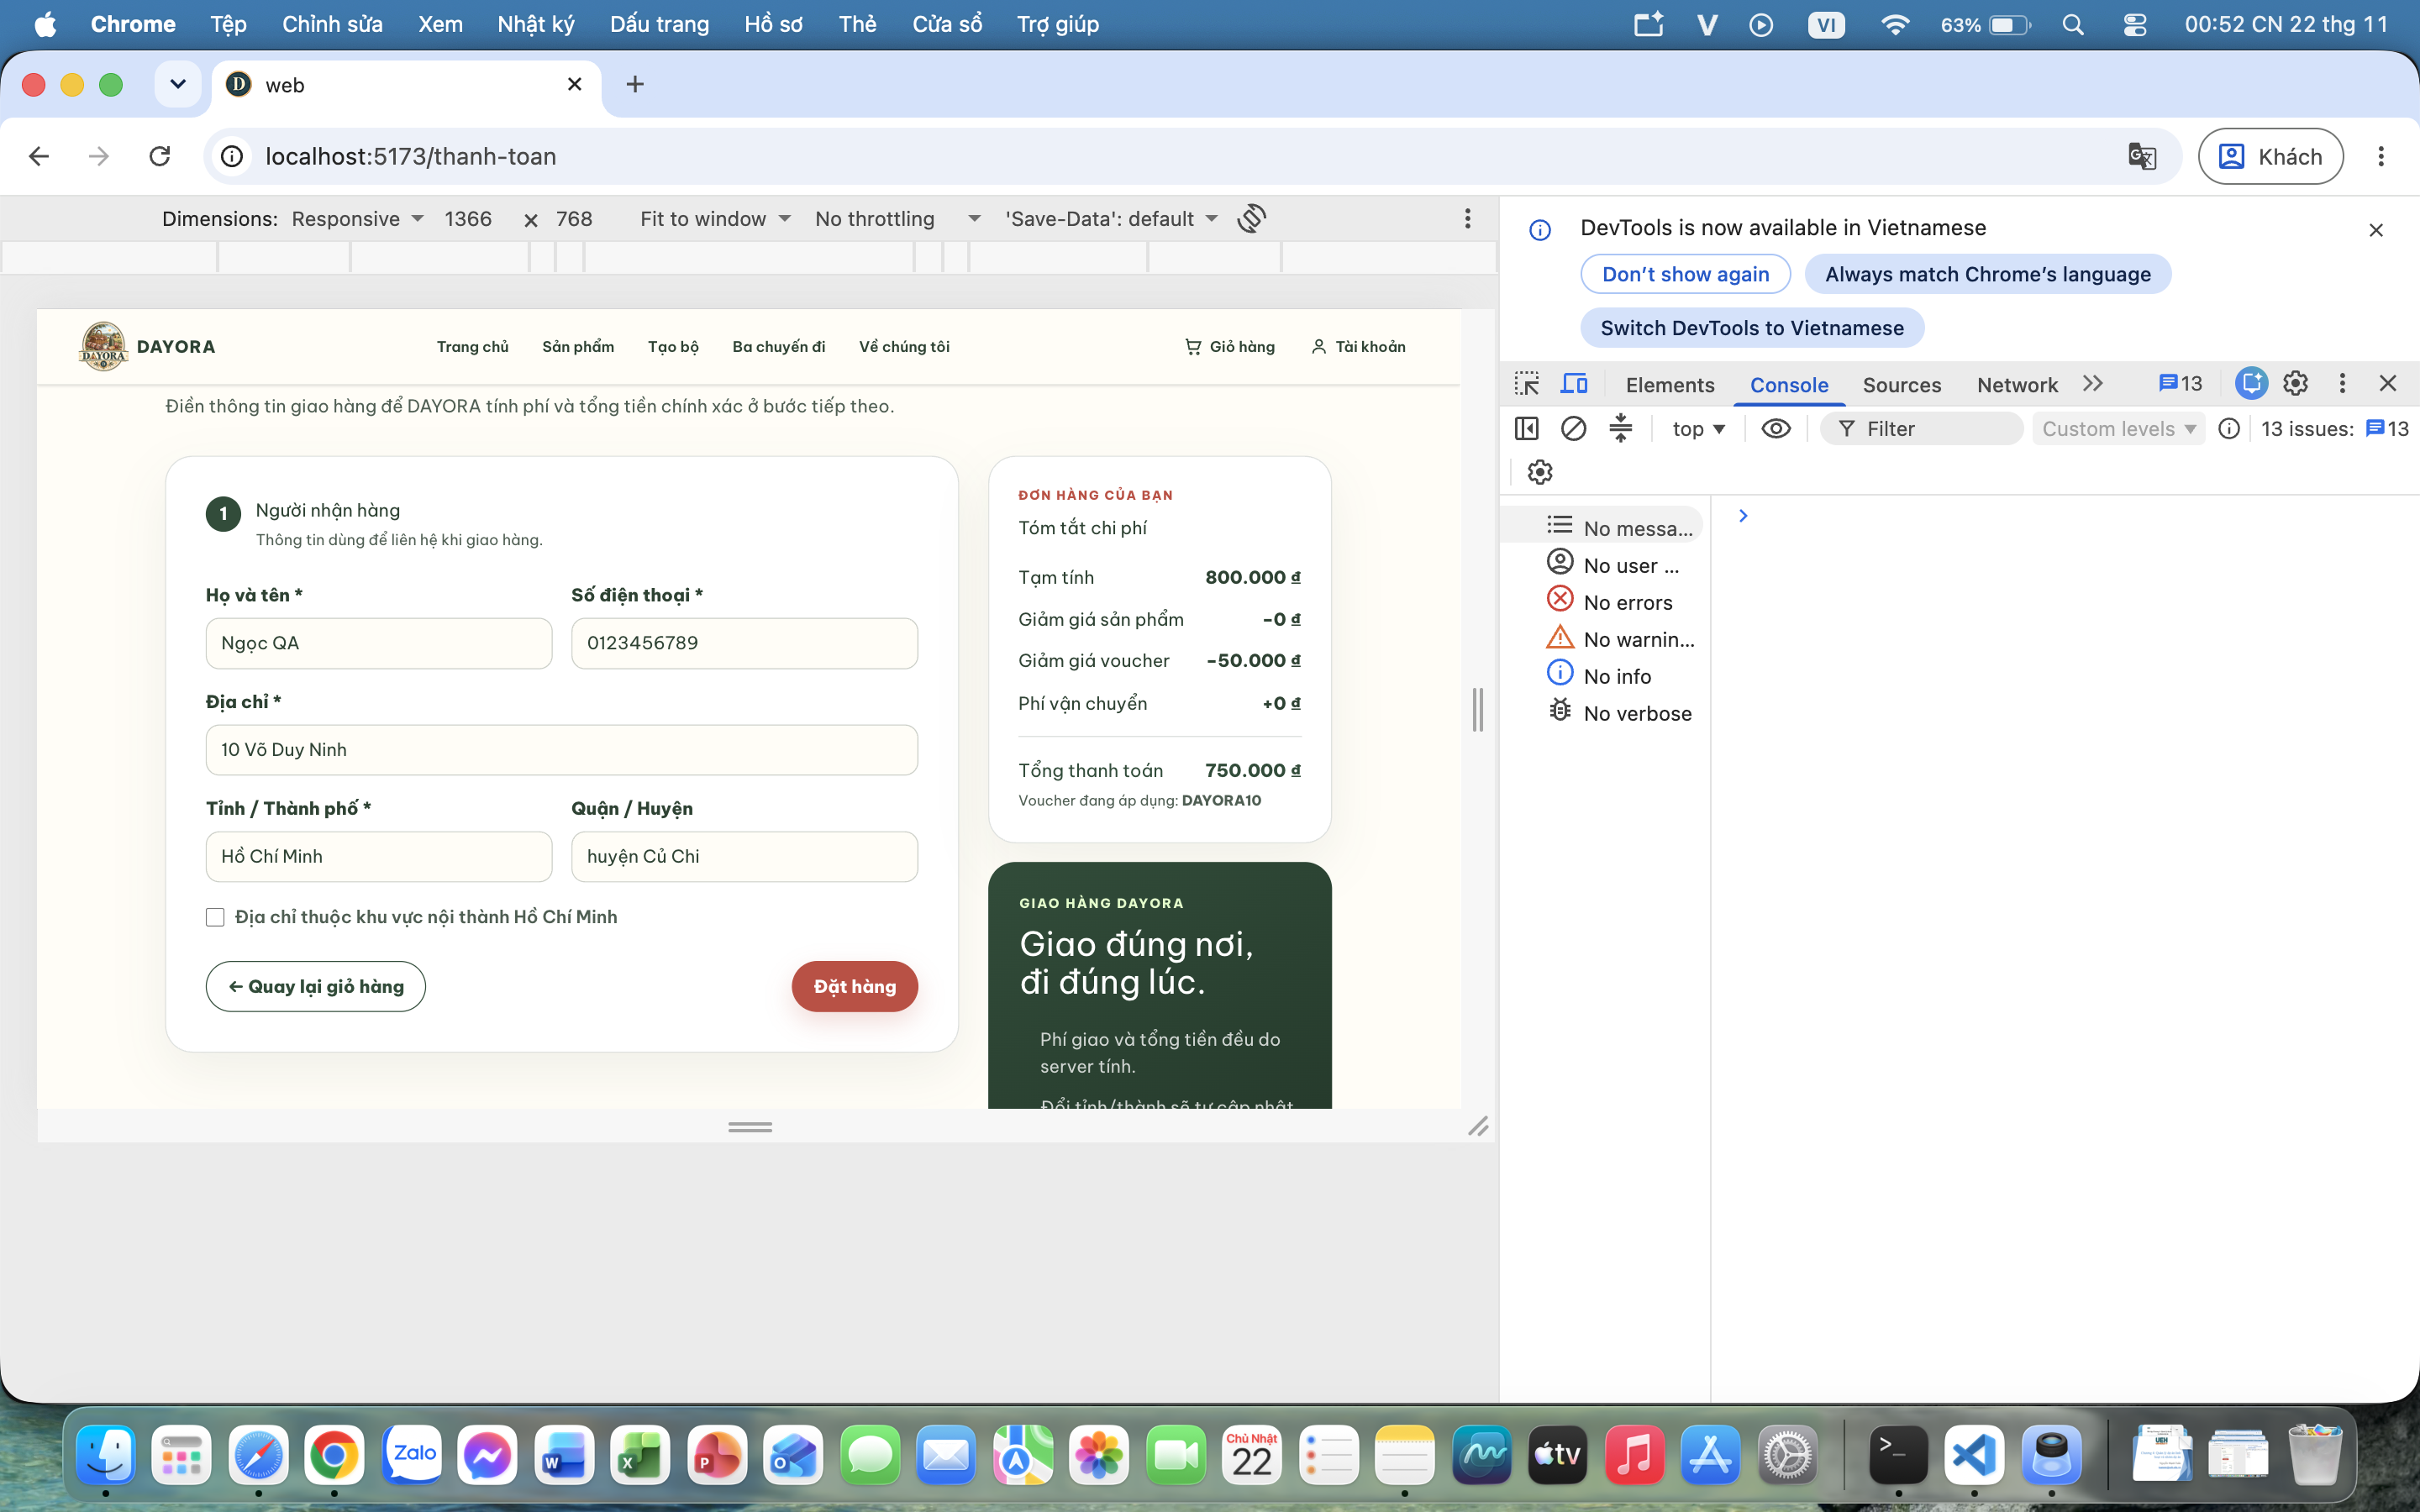 Chrome Tệp Chỉnh sửa Xem Nhật ký Dấu trang Hồ sơ Thẻ Cửa sổ Trợ giúp VI 63% 00:52 CN 22 thg 11
D web
localhost:5173/thanh-toan Khách
Dimensions: Responsive 1366 × 768 Fit to window No throttling 'Save-Data': default
DAYORA DAYORA Trang chủ Sản phẩm Tạo bộ Ba chuyến đi Về chúng tôi Giỏ hàng Tài khoản
Điền thông tin giao hàng để DAYORA tính phí và tổng tiền chính xác ở bước tiếp theo.
1 Người nhận hàng
Thông tin dùng để liên hệ khi giao hàng.
Họ và tên * Số điện thoại *
Ngọc QA 0123456789
Địa chỉ *
10 Võ Duy Ninh
Tỉnh / Thành phố * Quận / Huyện
Hồ Chí Minh huyện Củ Chi
Địa chỉ thuộc khu vực nội thành Hồ Chí Minh
← Quay lại giỏ hàng Đặt hàng
ĐƠN HÀNG CỦA BẠN
Tóm tắt chi phí
Tạm tính 800.000 ₫
Giảm giá sản phẩm −0 ₫
Giảm giá voucher −50.000 ₫
Phí vận chuyển +0 ₫
Tổng thanh toán 750.000 ₫
Voucher đang áp dụng: DAYORA10
GIAO HÀNG DAYORA
Giao đúng nơi,
đi đúng lúc.
Phí giao và tổng tiền đều do
server tính.
Đổi tỉnh/thành sẽ tự cập nhật
DevTools is now available in Vietnamese
Don't show again Always match Chrome's language
Switch DevTools to Vietnamese
Elements Console Sources Network 13
top Filter Custom levels 13 issues: 13
No messa...
No user ...
No errors
No warnin...
No info
No verbose
Zalo W X P O Chủ Nhật 22 tv